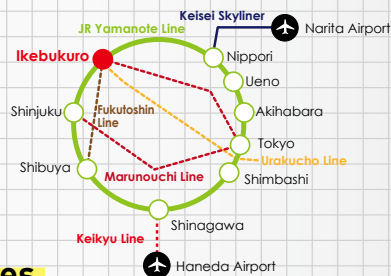 Keisei Skyliner
JR Yamanote Line
Narita Airport
Ikebukuro
Nippori
Ueno
Shinjuku
Fukutoshin
Line
Akihabara
Tokyo
Urakucho Line
Shibuya
Marunouchi Line
Shimbashi
Shinagawa
Keikyu Line
Haneda Airport